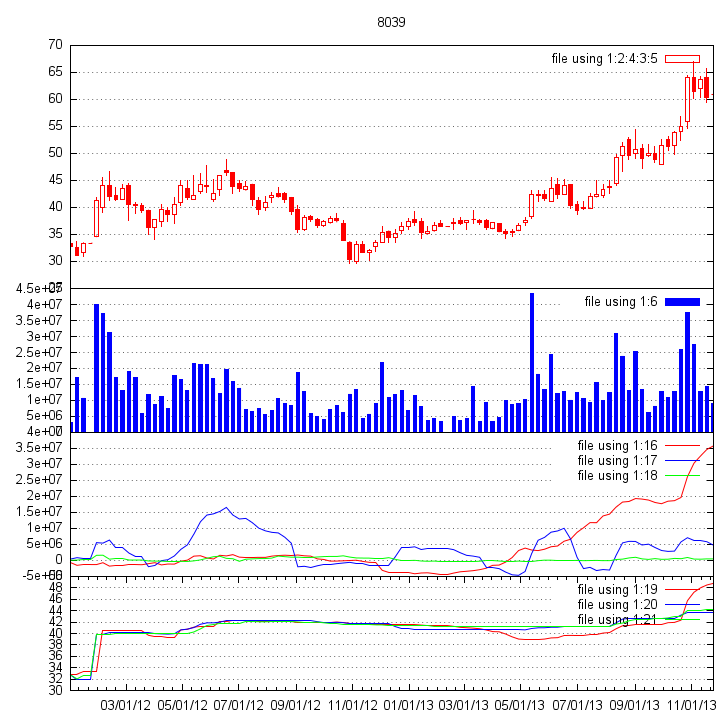 8039
70
file using 1:2:4:3:5
65
60
55
50
45
40
35
30
4.5e+07
file using 1:6
4e+07
3.5e+07
3e+07
2.5e+07
2e+07
1.5e+07
1e+07
5e+06
file using 1:16
3.5e+07
file using 1:17
3e+07
file using 1:18
2.5e+07
2e+07
1.5e+07
1e+07
5e+06
0
-5e+06
48
file using 1:19
46
file using 1:20
44
file using 1:21
42
40
38
36
34
32
30
03/01/12 05/01/12 07/01/12 09/01/12 11/01/12 01/01/13 03/01/13 05/01/13 07/01/13 09/01/13 11/01/13